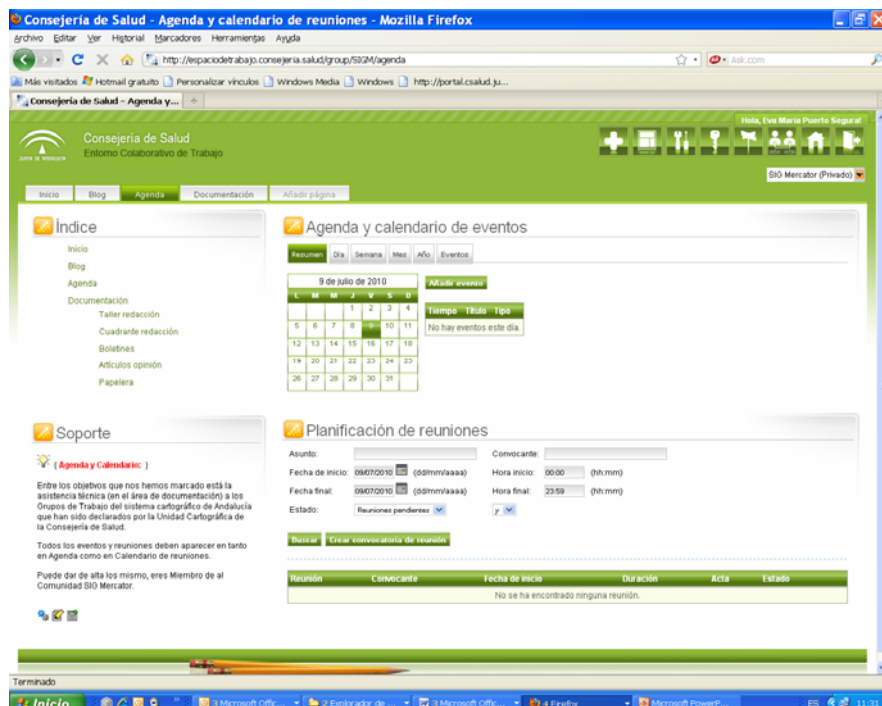 Consejería de Salud - Agenda y calendario de reuniones - Mozilla Firefox
Archivo Editar Ver Historial Marcadores Herramientas Ayuda
http://espaciodetrabajo.consejeria.salud/group/SIGM/agenda
Ask.com
Más visitados Hotmail gratuito Personalizar vínculos Windows Media Windows http://portal.csalud.ju...
Consejería de Salud - Agenda y...
Hola, Eva María Puerto Segura!
Consejería de Salud
Entorno Colaborativo de Trabajo
JUNTA DE ANDALUCIA
SIG Mercator (Privado)
Inicio Blog Agenda Documentación Añadir página
Índice
Inicio
Blog
Agenda
Documentación
Taller redacción
Cuadrante redacción
Boletines
Artículos opinión
Papelera
Agenda y calendario de eventos
Resumen Día Semana Mes Año Eventos
9 de julio de 2010
L M M J V S D
1 2 3 4
5 6 7 8 9 10 11
12 13 14 15 16 17 18
19 20 21 22 23 24 25
26 27 28 29 30 31
Añadir evento
Tiempo Título Tipo
No hay eventos este día.
Soporte
( Agenda y Calendario: )
Entre los objetivos que nos hemos marcado está la
asistencia técnica (en el área de documentación) a los
Grupos de Trabajo del sistema cartográfico de Andalucía
que han sido declarados por la Unidad Cartográfica de
la Consejería de Salud.
Todos los eventos y reuniones deben aparecer en tanto
en Agenda como en Calendario de reuniones.
Puede dar de alta los mismo, eres Miembro de al
Comunidad SIG Mercator.
Planificación de reuniones
Asunto: Convocante:
Fecha de inicio: 09/07/2010 (dd/mm/aaaa) Hora inicio: 00:00 (hh:mm)
Fecha final: 09/07/2010 (dd/mm/aaaa) Hora final: 23:59 (hh:mm)
Estado: Reuniones pendientes y
Buscar Crear convocatoria de reunión
Reunión Convocante Fecha de inicio Duración Acta Estado
No se ha encontrado ninguna reunión.
Terminado
Inicio 3 Microsoft Offic... 2 Explorador de ... 3 Microsoft Offic... 4 Firefox Microsoft PowerP... ES 11:31